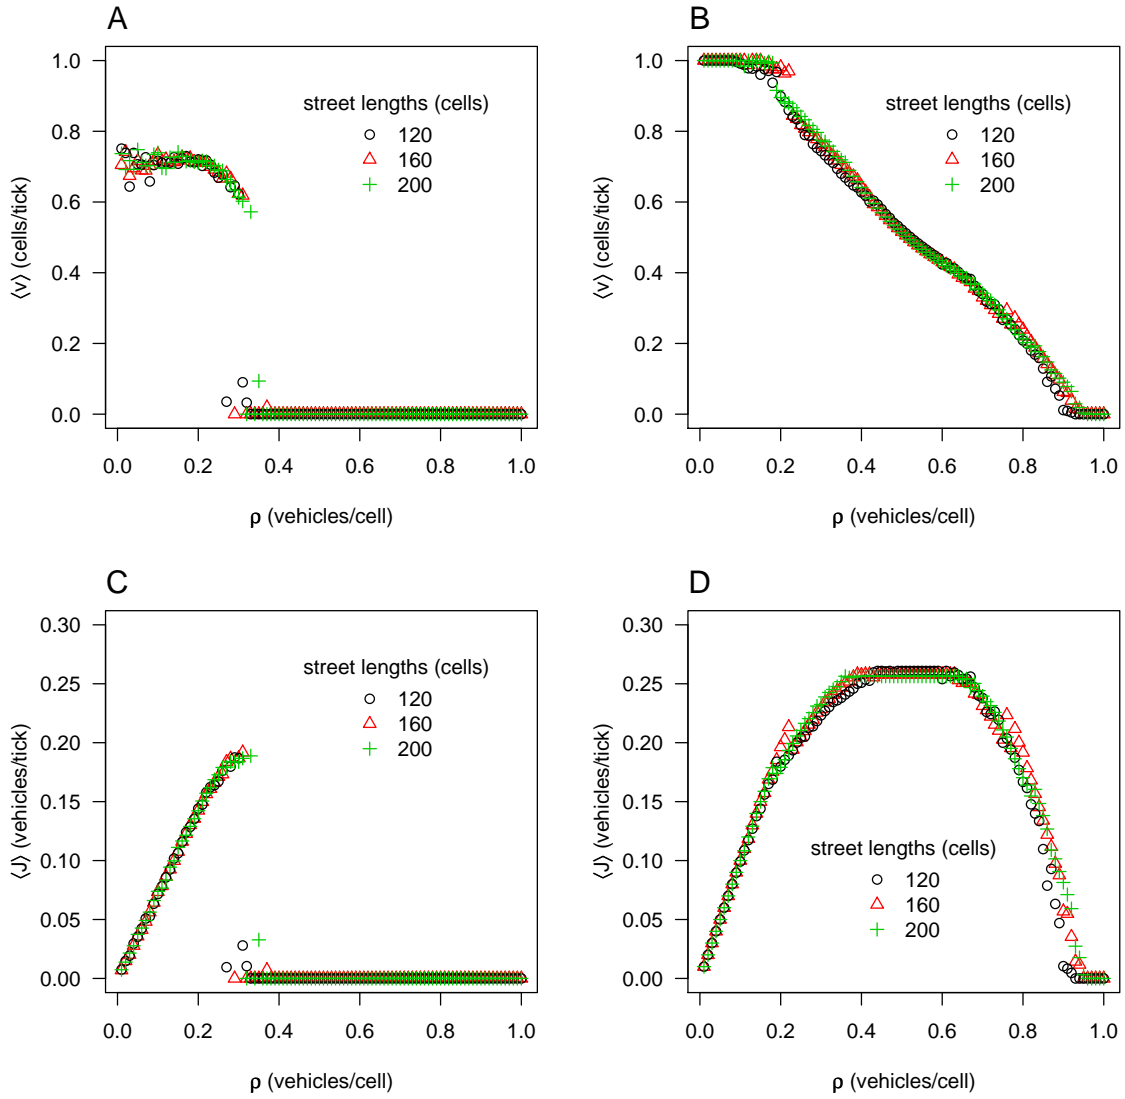 A
1.0
0.8
0.6
0.4
0.2
0.0
0.0 0.2 0.4 0.6 0.8 1.0
⟨v⟩ (cells/tick)
ρ (vehicles/cell)
street lengths (cells)
120
160
200
B
1.0
0.8
0.6
0.4
0.2
0.0
0.0 0.2 0.4 0.6 0.8 1.0
⟨v⟩ (cells/tick)
ρ (vehicles/cell)
street lengths (cells)
120
160
200
C
0.30
0.25
0.20
0.15
0.10
0.05
0.00
0.0 0.2 0.4 0.6 0.8 1.0
⟨J⟩ (vehicles/tick)
ρ (vehicles/cell)
street lengths (cells)
120
160
200
D
0.30
0.25
0.20
0.15
0.10
0.05
0.00
0.0 0.2 0.4 0.6 0.8 1.0
⟨J⟩ (vehicles/tick)
ρ (vehicles/cell)
street lengths (cells)
120
160
200